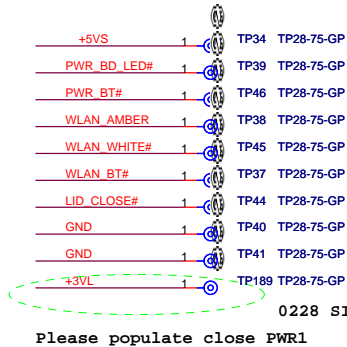 +5VS 1 TP34 TP28-75-GP
PWR_BD_LED# 1 TP39 TP28-75-GP
PWR_BT# 1 TP46 TP28-75-GP
WLAN_AMBER 1 TP38 TP28-75-GP
WLAN_WHITE# 1 TP45 TP28-75-GP
WLAN_BT# 1 TP37 TP28-75-GP
LID_CLOSE# 1 TP44 TP28-75-GP
GND 1 TP40 TP28-75-GP
GND 1 TP41 TP28-75-GP
+3VL 1 TP189 TP28-75-GP
0228 SI
Please populate close PWR1